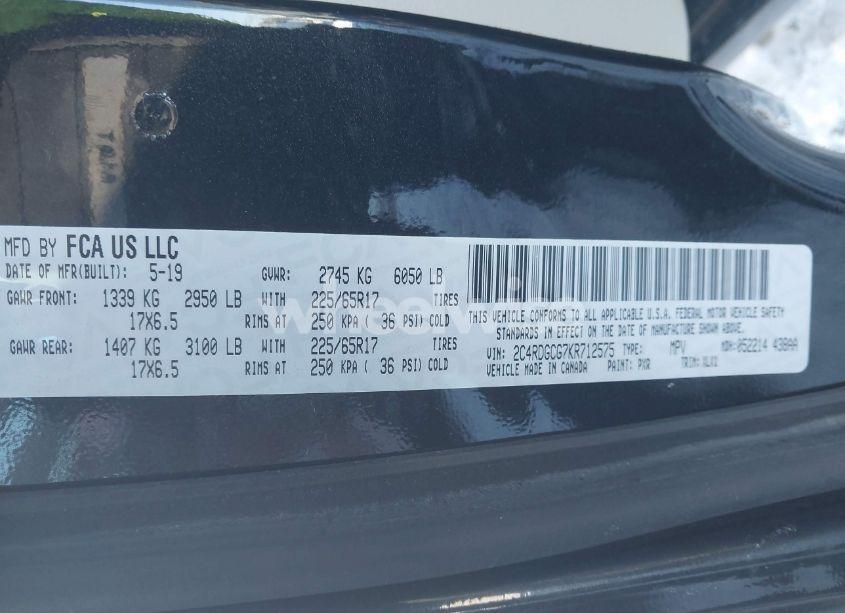 MFD BY FCA US LLC
DATE OF MFR(BUILT): 5-19 GVWR: 2745 KG 6050 LB
GAWR FRONT: 1339 KG 2950 LB WITH 225/65R17 TIRES
17X6.5 RIMS AT 250 KPA ( 36 PSI) COLD
GAWR REAR: 1407 KG 3100 LB WITH 225/65R17 TIRES
17X6.5 RIMS AT 250 KPA ( 36 PSI) COLD
THIS VEHICLE CONFORMS TO ALL APPLICABLE U.S.A. FEDERAL MOTOR VEHICLE SAFETY
STANDARDS IN EFFECT ON THE DATE OF MANUFACTURE SHOWN ABOVE.
VIN: 2C4RDGCG7KR712575 TYPE: MPV MDH: 052214 439AA
VEHICLE MADE IN CANADA PAINT: PXR TRIM: